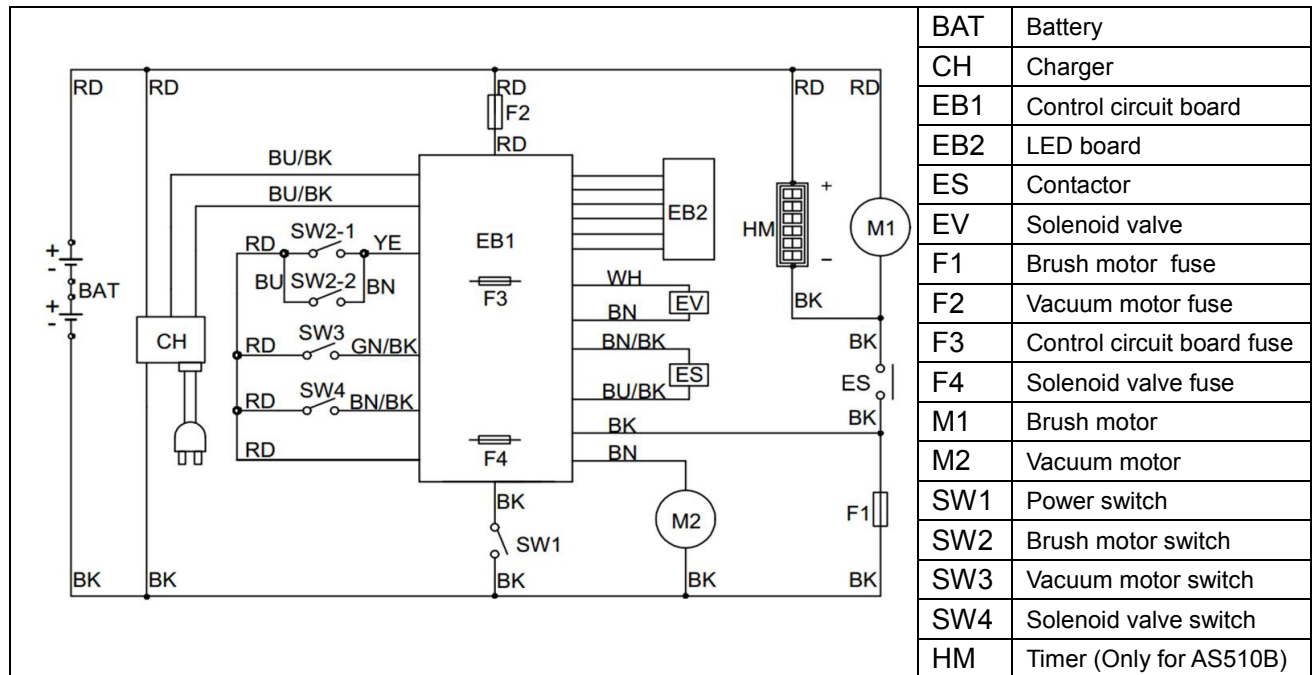 RD RD RD RD RD
F2
RD
BU/BK
BU/BK
SW2-1
RD YE
BU SW2-2 BN
EB1
EB2
+
HM
−
M1
+
-
BAT
+
-
F3
WH
EV
BN
BK
CH
SW3
RD GN/BK
BN/BK
ES
BU/BK
BK
ES
BK
SW4
RD BN/BK
RD
BK
F4
BN
BK
M2
F1
SW1
BK BK BK BK BK
BAT Battery
CH Charger
EB1 Control circuit board
EB2 LED board
ES Contactor
EV Solenoid valve
F1 Brush motor fuse
F2 Vacuum motor fuse
F3 Control circuit board fuse
F4 Solenoid valve fuse
M1 Brush motor
M2 Vacuum motor
SW1 Power switch
SW2 Brush motor switch
SW3 Vacuum motor switch
SW4 Solenoid valve switch
HM Timer (Only for AS510B)